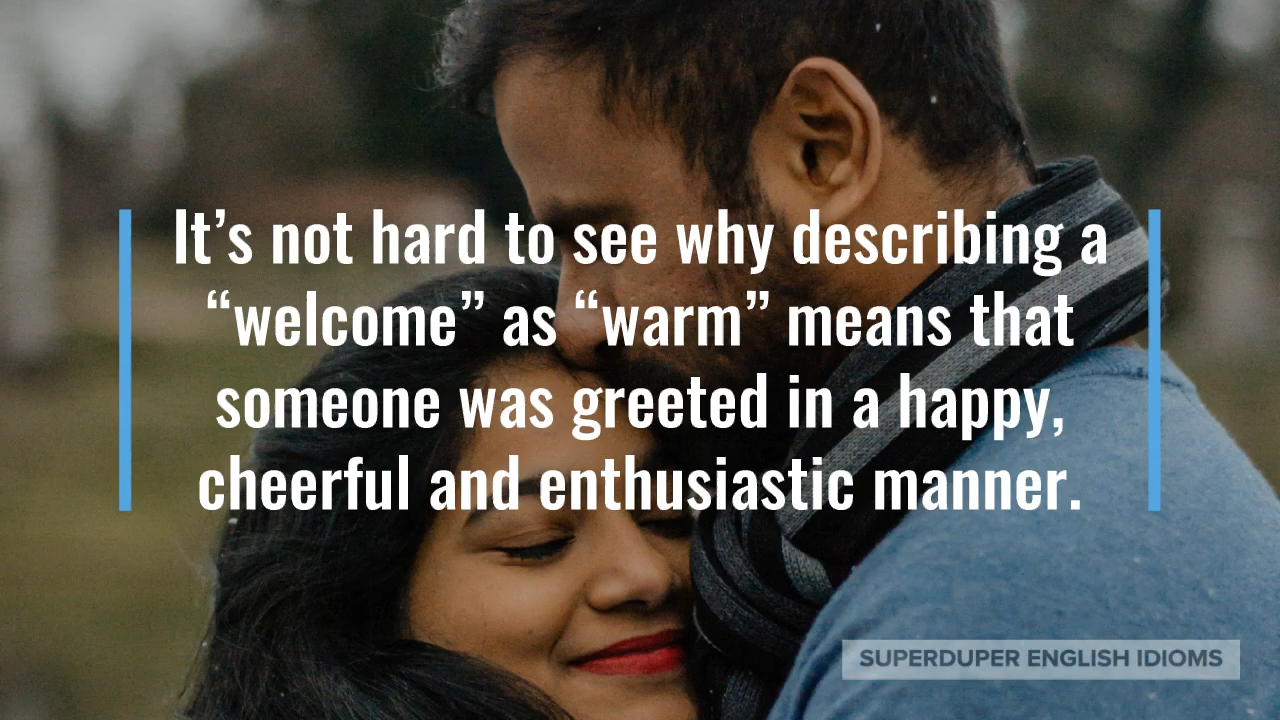 It’s not hard to see why describing a
“welcome” as “warm” means that
someone was greeted in a happy,
cheerful and enthusiastic manner.
SUPERDUPER ENGLISH IDIOMS